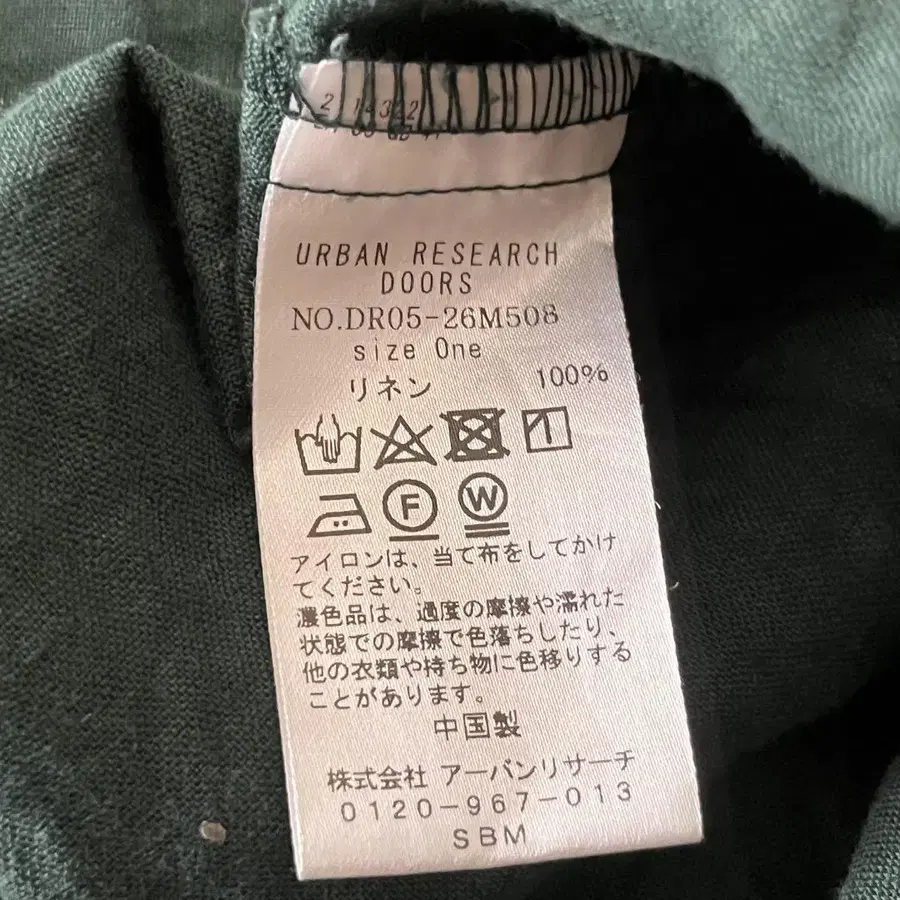 URBAN RESEARCH
DOORS
NO.DR05-26M508
size One
リネン 100%
F W
アイロンは、当て布をしてかけ
てください。
濃色品は、過度の摩擦や濡れた
状態での摩擦で色落ちしたり、
他の衣類や持ち物に色移りする
ことがあります。
中国製
株式会社 アーバンリサーチ
0120-967-013
SBM